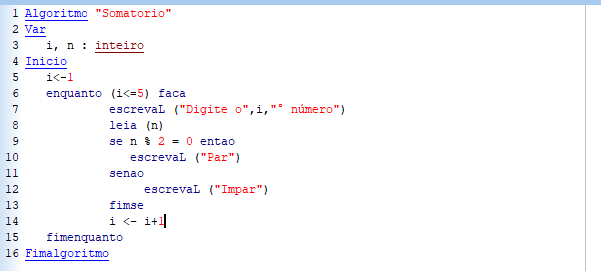 1 Algoritmo "Somatorio"
2 Var
3 i, n : inteiro
4 Inicio
5 i<-1
6 enquanto (i<=5) faca
7 escrevaL ("Digite o",i,"° número")
8 leia (n)
9 se n % 2 = 0 entao
10 escrevaL ("Par")
11 senao
12 escrevaL ("Impar")
13 fimse
14 i <- i+1
15 fimenquanto
16 Fimalgoritmo